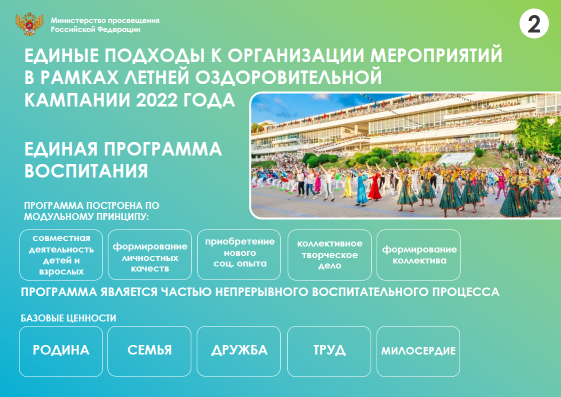 Министерство просвещения
Российской Федерации
2
ЕДИНЫЕ ПОДХОДЫ К ОРГАНИЗАЦИИ МЕРОПРИЯТИЙ
В РАМКАХ ЛЕТНЕЙ ОЗДОРОВИТЕЛЬНОЙ
КАМПАНИИ 2022 ГОДА
ЕДИНАЯ ПРОГРАММА
ВОСПИТАНИЯ
ПРОГРАММА ПОСТРОЕНА ПО
МОДУЛЬНОМУ ПРИНЦИПУ:
совместная
деятельность
детей и
взрослых
формирование
личностных
качеств
приобретение
нового
соц. опыта
коллективное
творческое
дело
формирование
коллектива
ПРОГРАММА ЯВЛЯЕТСЯ ЧАСТЬЮ НЕПРЕРЫВНОГО ВОСПИТАТЕЛЬНОГО ПРОЦЕССА
БАЗОВЫЕ ЦЕННОСТИ
РОДИНА
СЕМЬЯ
ДРУЖБА
ТРУД
МИЛОСЕРДИЕ